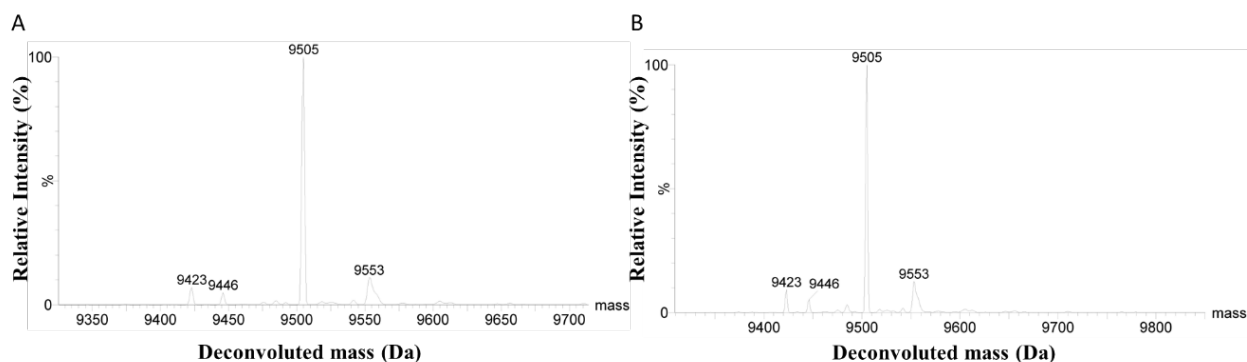 A
100
Relative Intensity (%)
%
0
9505
9423
9446
9553
mass
9350 9400 9450 9500 9550 9600 9650 9700
Deconvoluted mass (Da)
B
100
Relative Intensity (%)
%
0
9505
9423
9446
9553
mass
9400 9500 9600 9700 9800
Deconvoluted mass (Da)